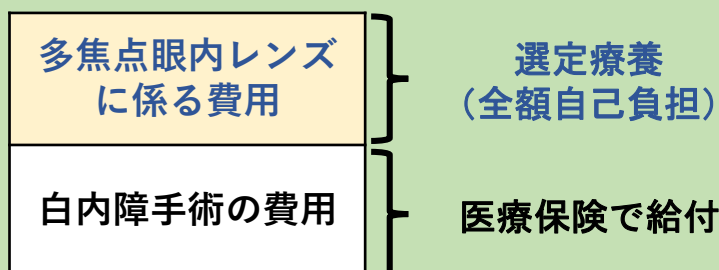 多焦点眼内レンズ
に係る費用
選定療養
（全額自己負担）
白内障手術の費用
医療保険で給付